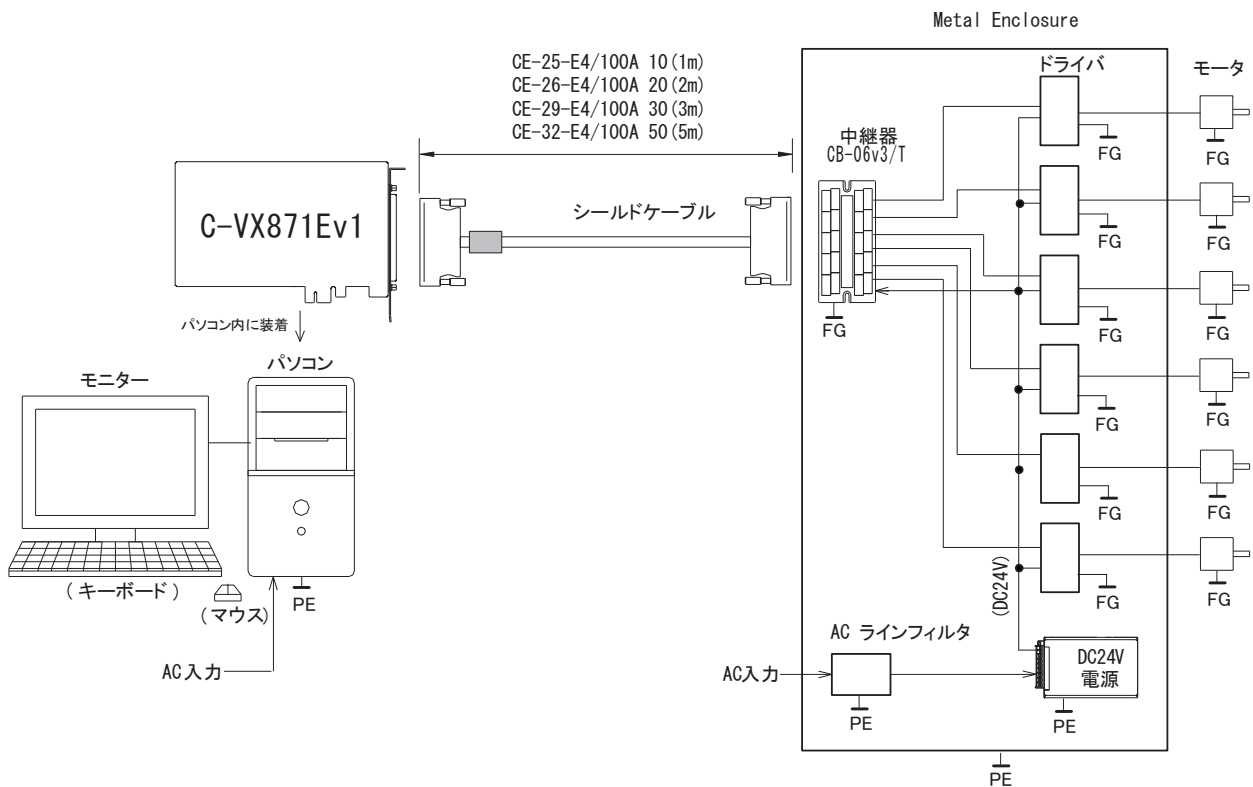 Metal Enclosure
CE-25-E4/100A 10(1m)
CE-26-E4/100A 20(2m)
CE-29-E4/100A 30(3m)
CE-32-E4/100A 50(5m)
ドライバ
モータ
中継器
CB-06v3/T
FG
FG
C-VX871Ev1
シールドケーブル
FG
FG
FG
FG
FG
パソコン内に装着
パソコン
モニター
FG
FG
FG
FG
(キーボード)
(マウス)
PE
(DC24V)
FG
FG
AC入力
AC ラインフィルタ
AC入力
DC24V
電源
PE
PE
PE